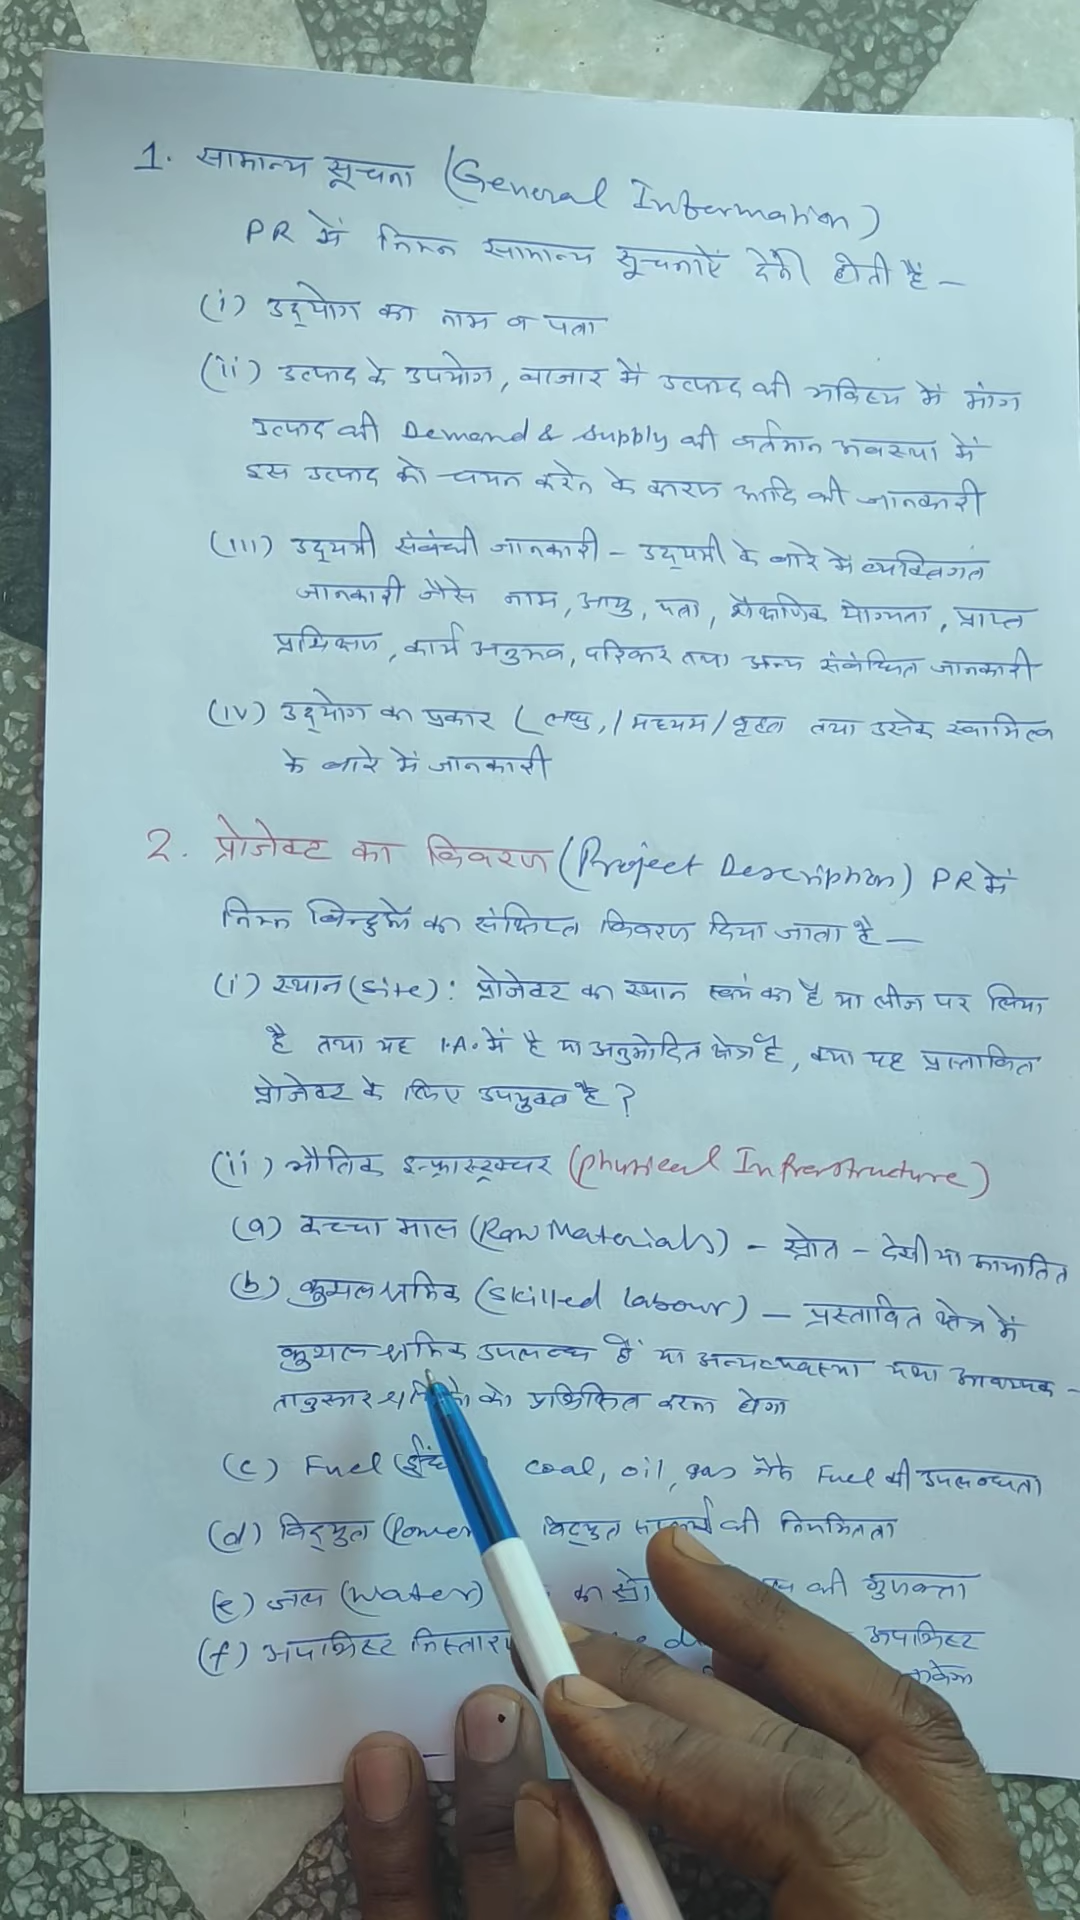 1. सामान्य सूचना (General Information)
PR में निम्न सामान्य सूचनाएँ देनी होती हैं –
(i) उद्योग का नाम व पता
(ii) उत्पाद के उपयोग, बाजार में उत्पाद की भविष्य में मांग
उत्पाद की Demand & Supply की वर्तमान अवस्था में
इस उत्पाद को चयन करने के कारण आदि की जानकारी
(iii) उद्यमी संबंधी जानकारी – उद्यमी के बारे में व्यक्तिगत
जानकारी जैसे नाम, आयु, पता, शैक्षणिक योग्यता, प्राप्त
प्रशिक्षण, कार्य अनुभव, परिवार तथा अन्य संबंधित जानकारी
(iv) उद्योग का प्रकार (लघु,/मध्यम/वृहत तथा उसके स्वामित्व
के बारे में जानकारी
2. प्रोजेक्ट का विवरण (Project Description) PR में
निम्न बिन्दुओं का संक्षिप्त विवरण दिया जाता है –
(i) स्थान (site): प्रोजेक्ट का स्थान स्वयं का है या लीज पर लिया
है तथा यह I.A. में है या अनुमोदित क्षेत्र है, क्या यह प्रस्तावित
प्रोजेक्ट के लिए उपयुक्त है?
(ii) भौतिक इन्फ्रास्ट्रक्चर (Physical Infrastructure)
(a) कच्चा माल (Raw Materials) – स्रोत – देशी या आयातित
(b) कुशल श्रमिक (Skilled labour) – प्रस्तावित क्षेत्र में
कुशल श्रमिक उपलब्ध हैं या अन्य व्यवस्था यथा आवश्यक-
तानुसार को प्रशिक्षित करना होगा
(c) Fuel coal, oil, gas जैसे Fuel की उपलब्धता
(d) विद्युत (Power विद्युत सप्लाई की नियमितता
(e) जल (Water) का की गुणवत्ता
(f) अपशिष्ट अपशिष्ट